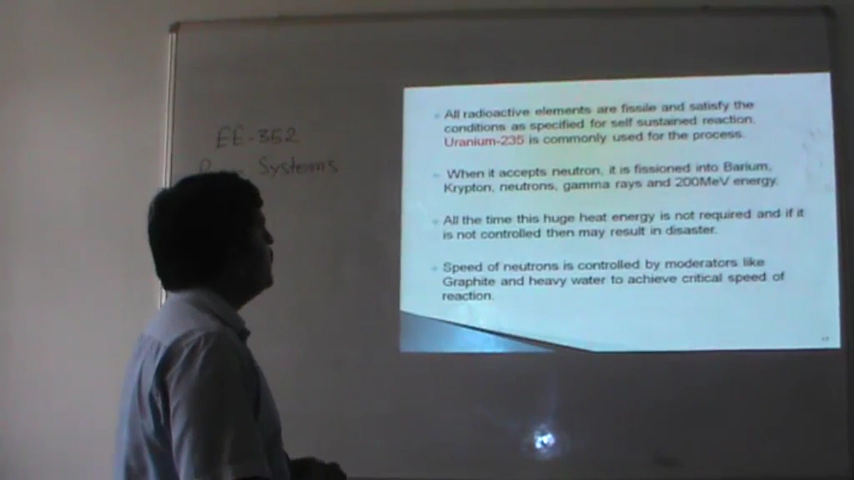 EE-352
Systems
All radioactive elements are fissile and satisfy the
conditions as specified for self sustained reaction.
Uranium-235 is commonly used for the process.
When it accepts neutron, it is fissioned into Barium,
Krypton, neutrons, gamma rays and 200MeV energy.
All the time this huge heat energy is not required and if it
is not controlled then may result in disaster.
Speed of neutrons is controlled by moderators like
Graphite and heavy water to achieve critical speed of
reaction.